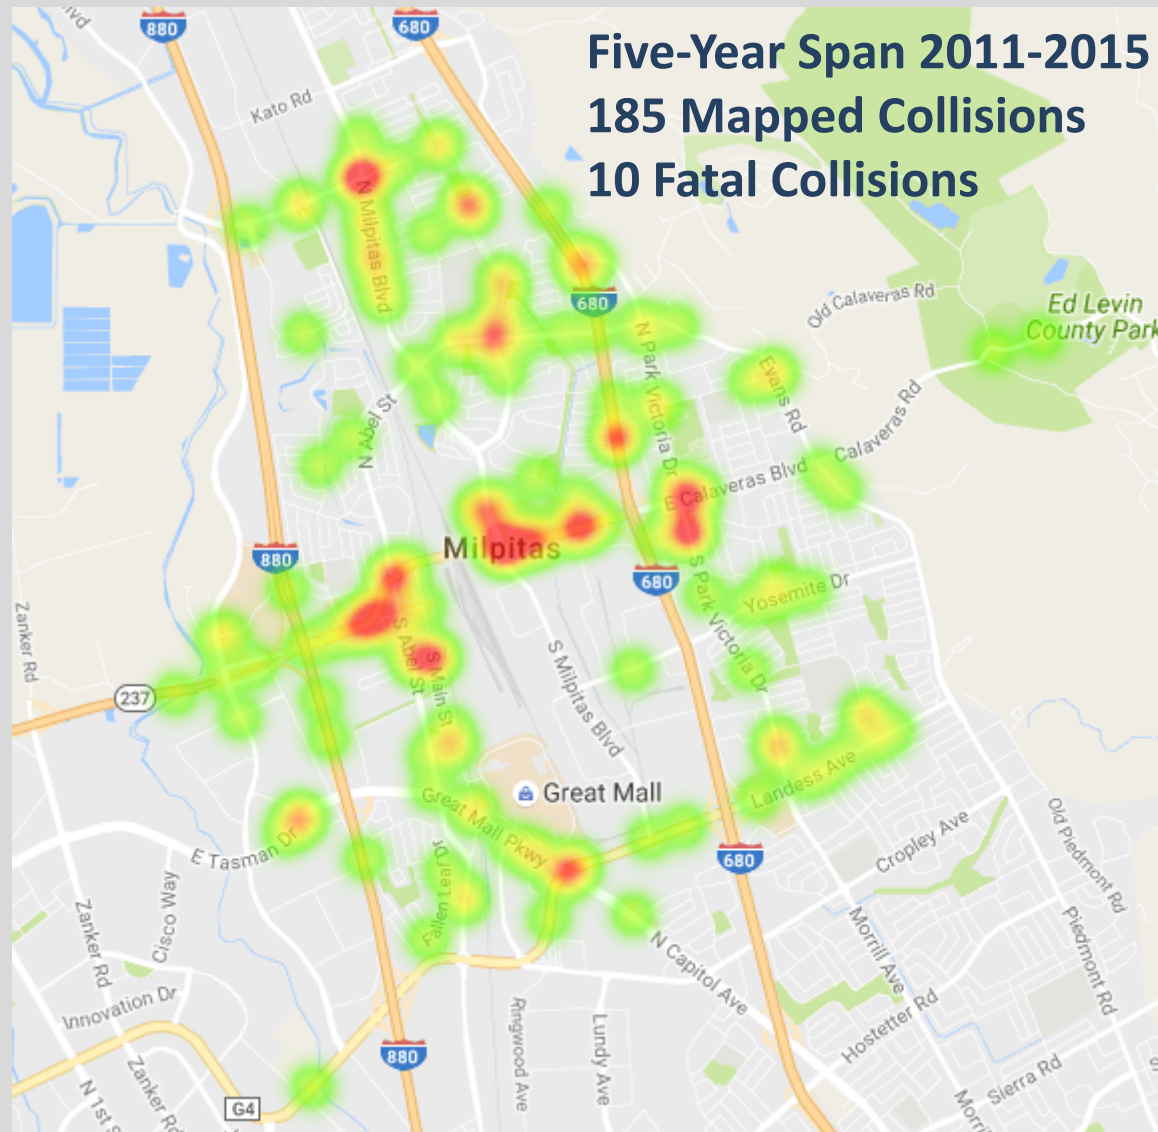 Five-Year Span 2011-2015
185 Mapped Collisions
10 Fatal Collisions
880
680
Kato Rd
N Milpitas Blvd
680
Old Calaveras Rd
Ed Levin
County Park
N Park Victoria Dr
Evans Rd
Calaveras Rd
N Abel St
E Calaveras Blvd
Milpitas
880
680
Yosemite Dr
Zanker Rd
S Abel St
S Main St
S Park Victoria Dr
S Milpitas Blvd
237
Great Mall
Landess Ave
Great Mall Pkwy
E Tasman Dr
Cropley Ave
Old Piedmont Rd
680
Fallen Leaf Dr
Cisco Way
Zanker Rd
N Capitol Ave
Morrill Ave
Piedmont Rd
Innovation Dr
Ringwood Ave
Lundy Ave
Hostetter Rd
880
Sierra Rd
Zanker Rd
N 1st S
G4
Morri